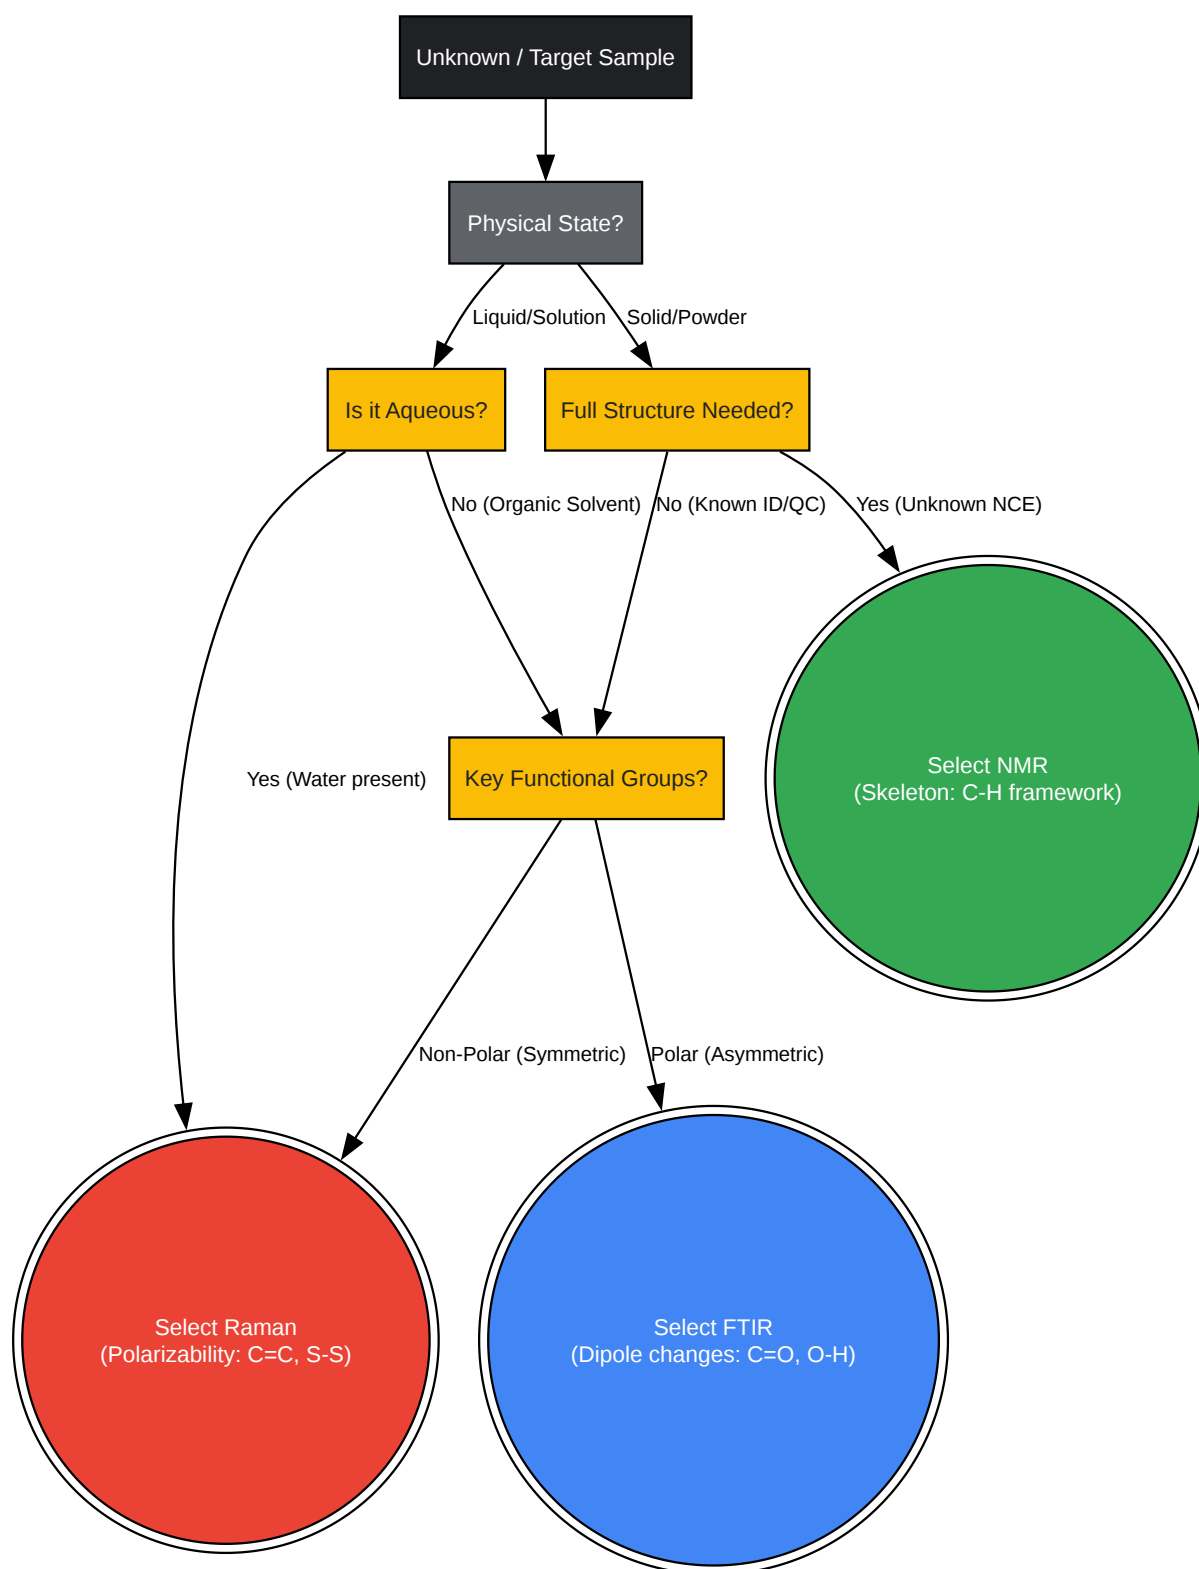 Unknown / Target Sample
Physical State?
Liquid/Solution
Solid/Powder
Is it Aqueous?
Full Structure Needed?
No (Organic Solvent)
No (Known ID/QC)
Yes (Unknown NCE)
Select NMR
(Skeleton: C-H framework)
Yes (Water present)
Key Functional Groups?
Non-Polar (Symmetric)
Polar (Asymmetric)
Select Raman
(Polarizability: C=C, S-S)
Select FTIR
(Dipole changes: C=O, O-H)